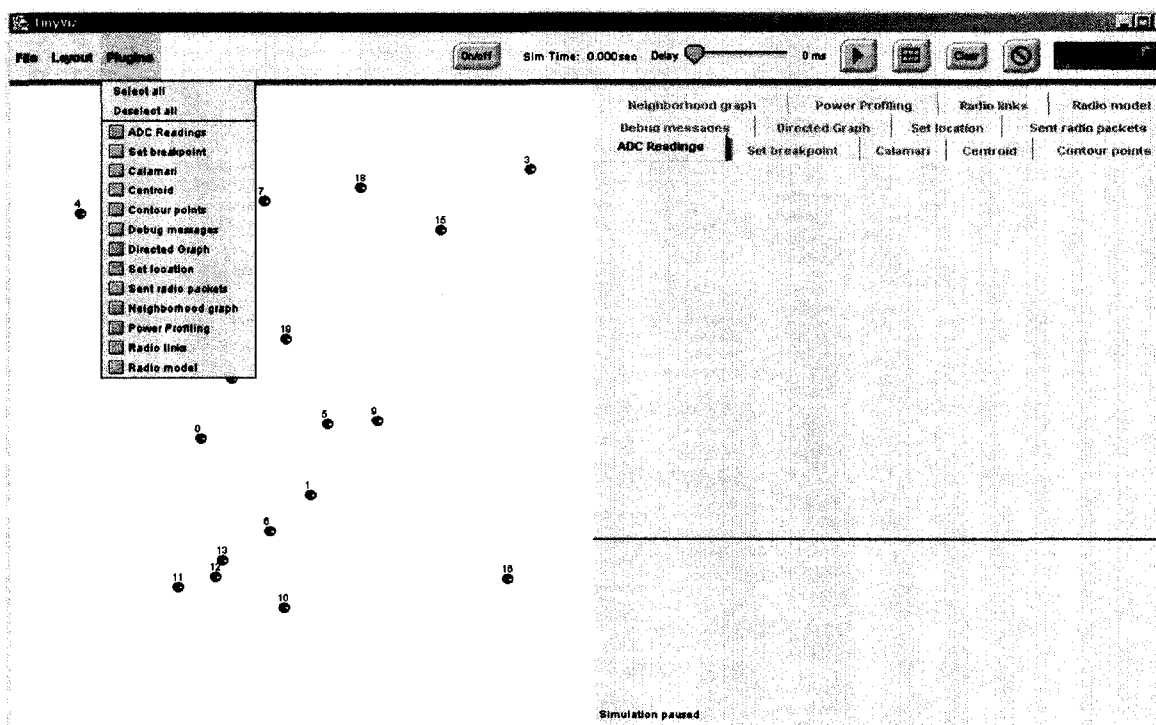 TinyViz
File Layout Plugins On/off Sim Time: 0.000sec Delay 0 ms Clear
Select all
Deselect all
ADC Readings
Set breakpoint
Calamari
Centroid
Contour points
Debug messages
Directed Graph
Set location
Sent radio packets
Neighborhood graph
Power Profiling
Radio links
Radio model
Neighborhood graph Power Profiling Radio links Radio model
Debug messages Directed Graph Set location Sent radio packets
ADC Readings Set breakpoint Calamari Centroid Contour points
3
18
7
4
15
19
5
9
0
1
6
13
12
11
16
10
Simulation paused